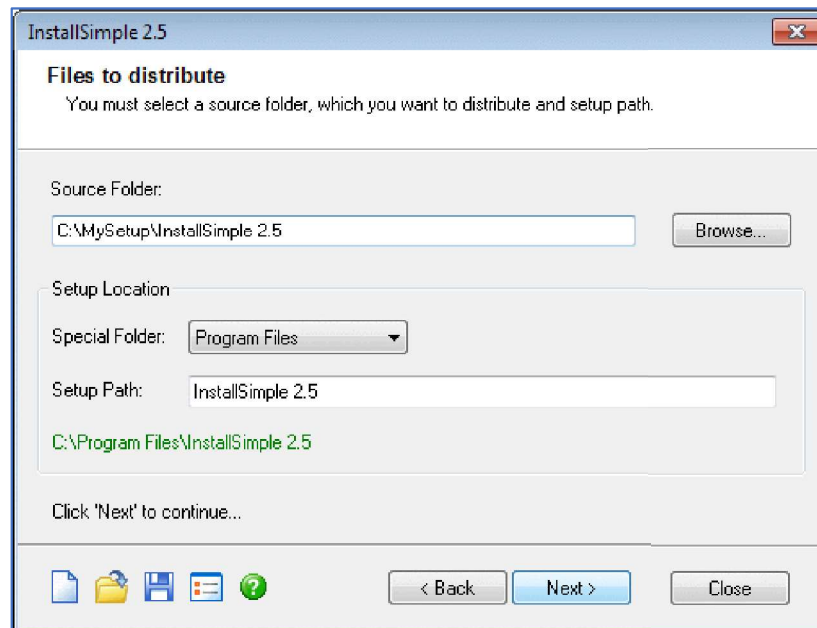 InstallSimple 2.5
Files to distribute
You must select a source folder, which you want to distribute and setup path.
Source Folder:
C:\MySetup\InstallSimple 2.5
Browse...
Setup Location
Special Folder:
Program Files
Setup Path:
InstallSimple 2.5
C:\Program Files\InstallSimple 2.5
Click 'Next' to continue...
< Back
Next >
Close